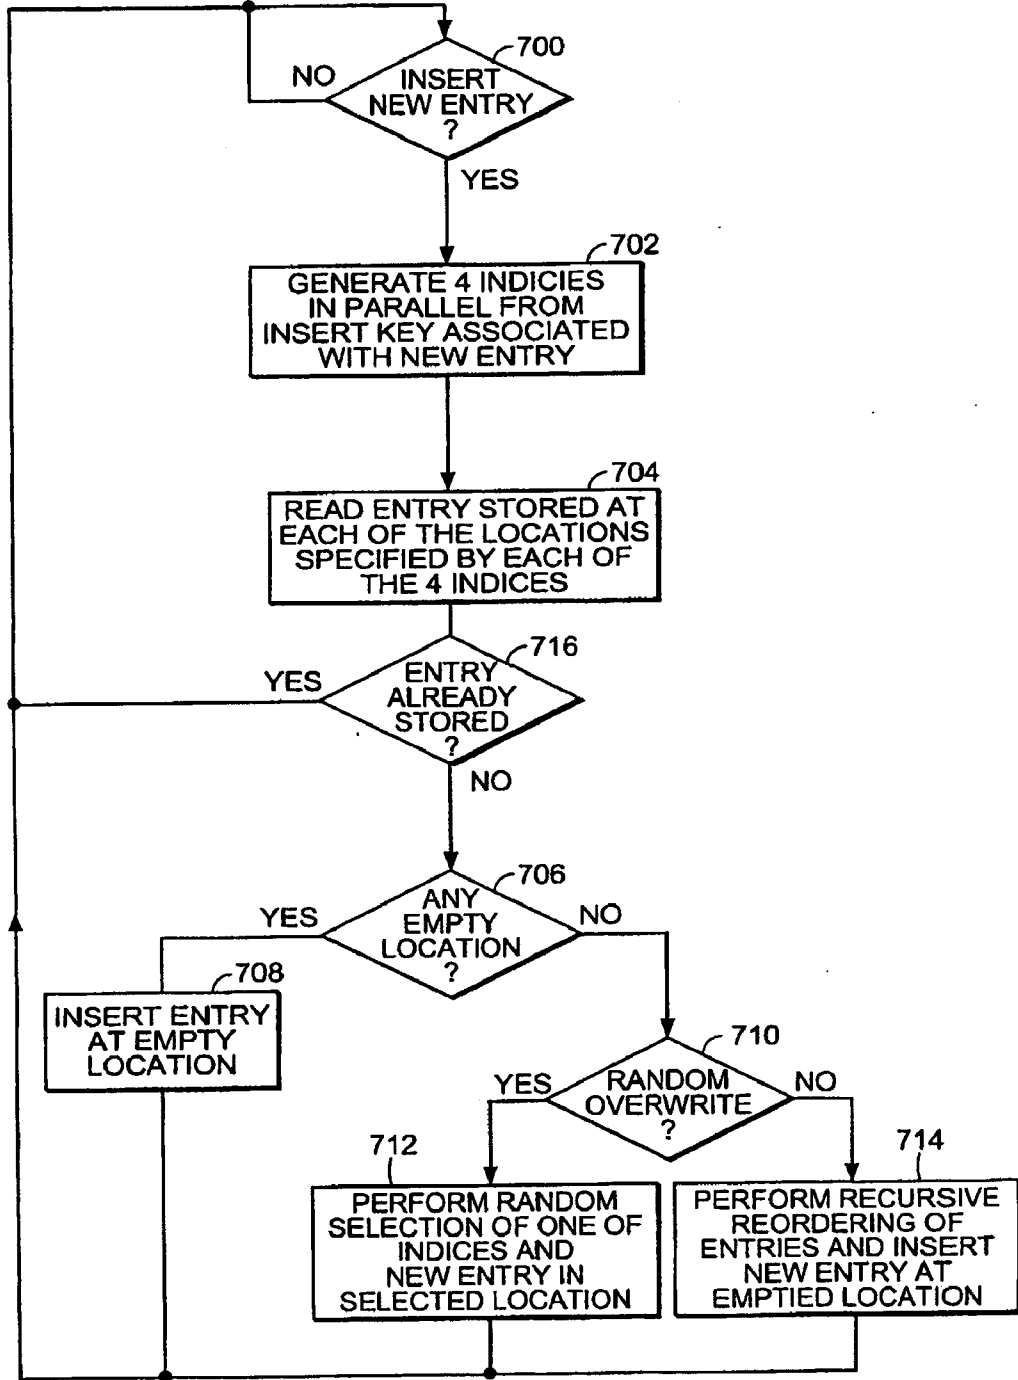 700
NO
INSERT
NEW ENTRY
?
YES
702
GENERATE 4 INDICIES
IN PARALLEL FROM
INSERT KEY ASSOCIATED
WITH NEW ENTRY
704
READ ENTRY STORED AT
EACH OF THE LOCATIONS
SPECIFIED BY EACH OF
THE 4 INDICES
716
YES
ENTRY
ALREADY
STORED
?
NO
706
YES
ANY
EMPTY
LOCATION
?
NO
708
INSERT ENTRY
AT EMPTY
LOCATION
710
YES
RANDOM
OVERWRITE
?
NO
712
PERFORM RANDOM
SELECTION OF ONE OF
INDICES AND
NEW ENTRY IN
SELECTED LOCATION
714
PERFORM RECURSIVE
REORDERING OF
ENTRIES AND INSERT
NEW ENTRY AT
EMPTIED LOCATION